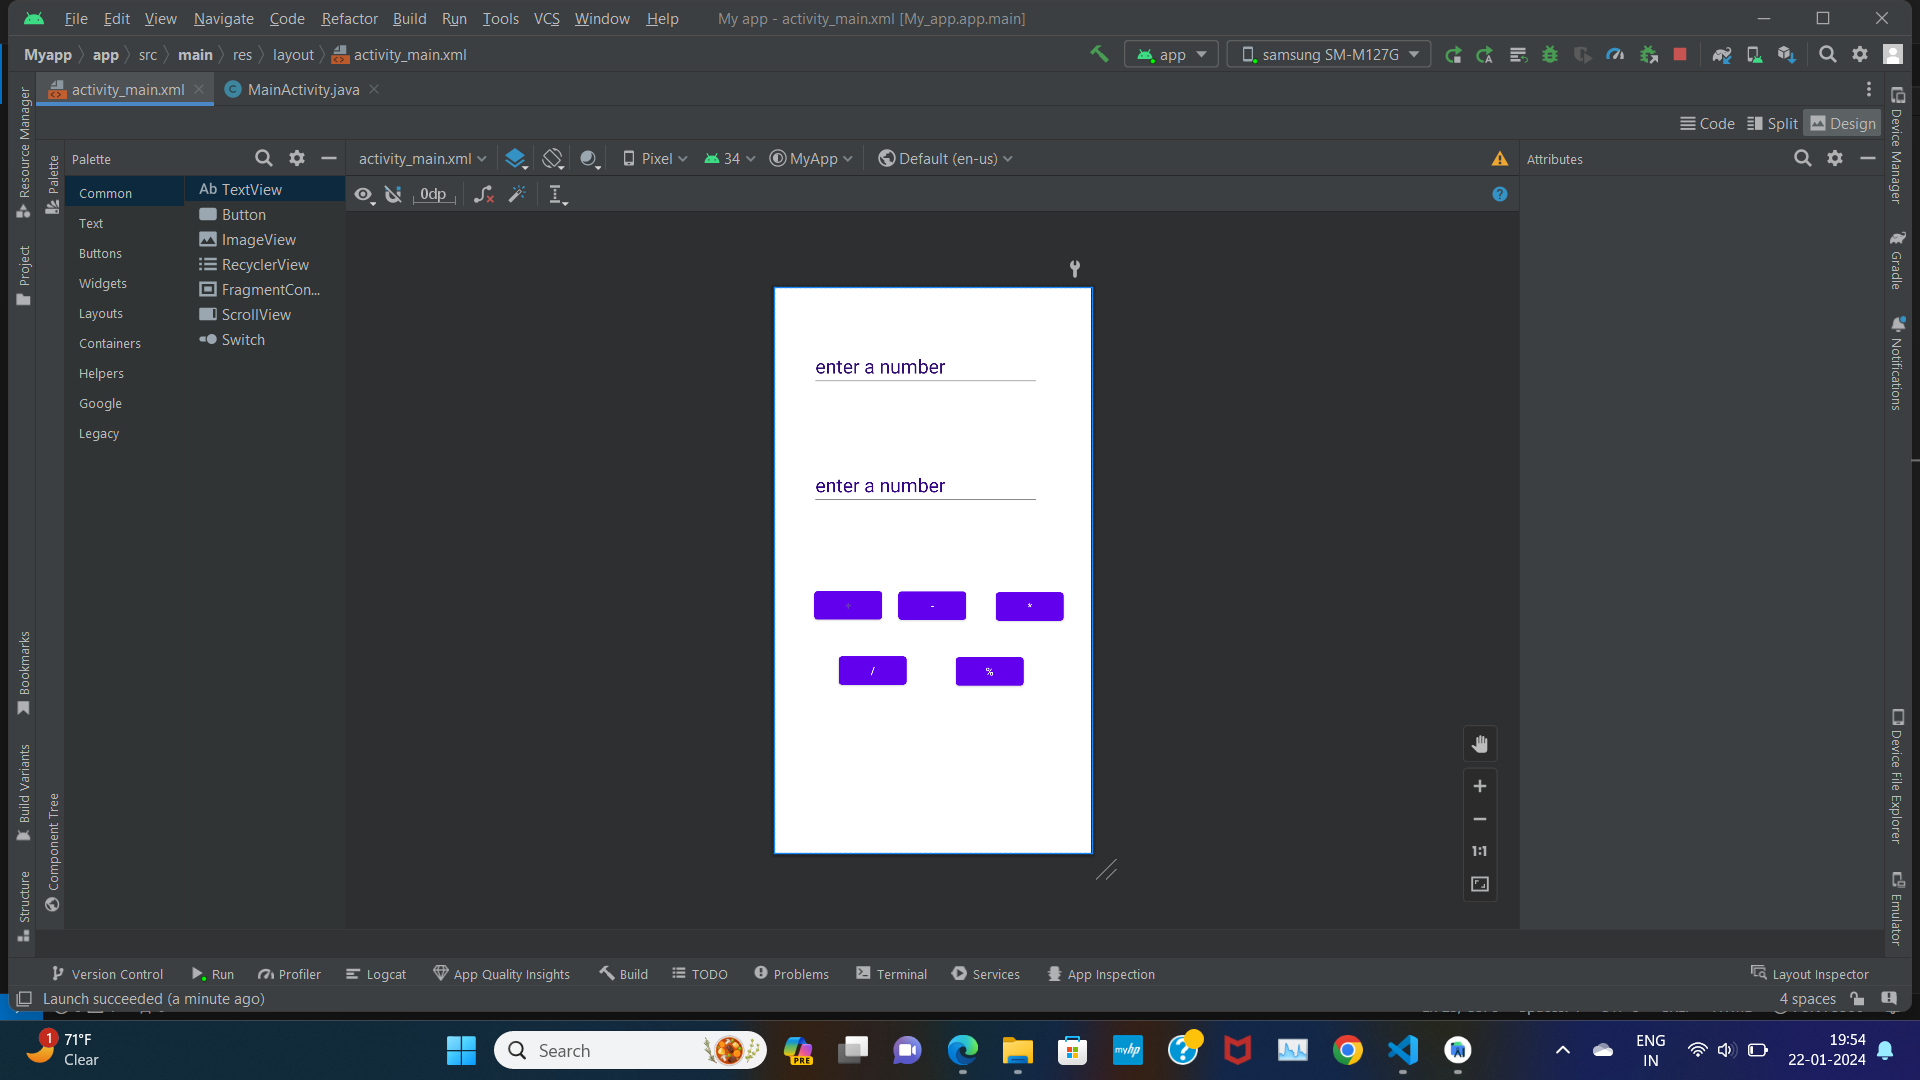 File Edit View Navigate Code Refactor Build Run Tools VCS Window Help My app - activity_main.xml [My_app.app.main]
Myapp app src main res layout activity_main.xml app samsung SM-M127G
activity_main.xml MainActivity.java
Code Split Design
Palette activity_main.xml Pixel 34 MyApp Default (en-us) Attributes
0dp
Common
Text
Buttons
Widgets
Layouts
Containers
Helpers
Google
Legacy
Ab TextView
Button
ImageView
RecyclerView
FragmentCon...
ScrollView
Switch
enter a number
enter a number
+ - *
/ %
1:1
Resource Manager
Project
Bookmarks
Build Variants
Structure
Palette
Component Tree
Device Manager
Gradle
Notifications
Device File Explorer
Emulator
Version Control Run Profiler Logcat App Quality Insights Build TODO Problems Terminal Services App Inspection Layout Inspector
Launch succeeded (a minute ago) 4 spaces
1 71°F
Clear
Search
PRE
myhp
ENG
IN
19:54
22-01-2024